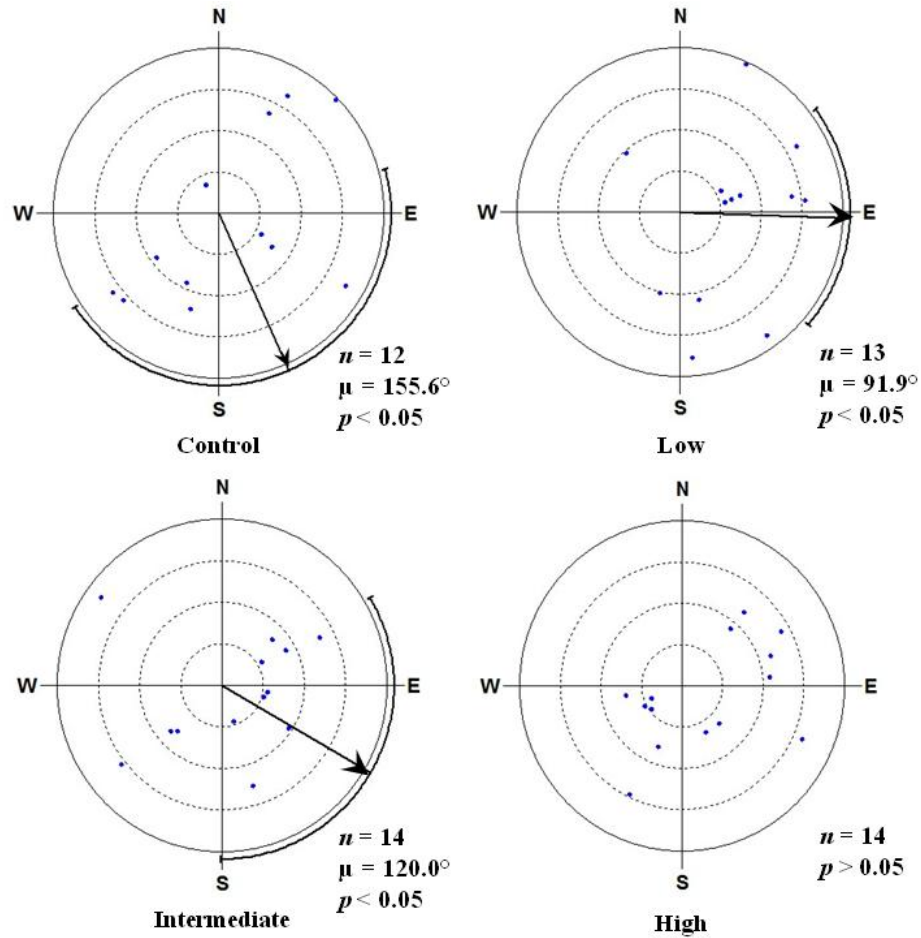 N
W
E
S
n = 12
μ = 155.6°
p < 0.05
Control
N
W
E
S
n = 13
μ = 91.9°
p < 0.05
Low
N
W
E
S
n = 14
μ = 120.0°
p < 0.05
Intermediate
N
W
E
S
n = 14
p > 0.05
High